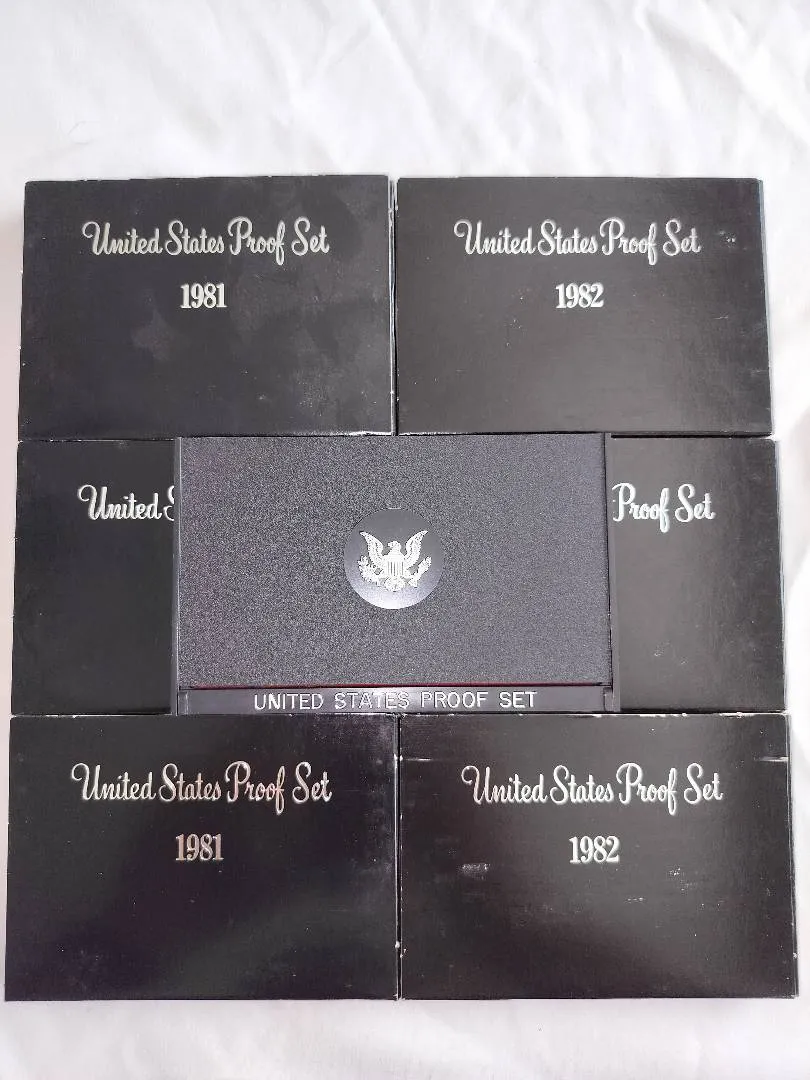 United States Proof Set
1981
United States Proof Set
1982
United S
Proof Set
UNITED STATES PROOF SET
United States Proof Set
1981
United States Proof Set
1982